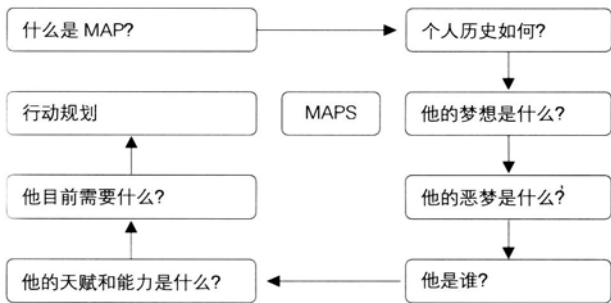 什么是 MAP?
个人历史如何?
行动规划
MAPS
他的梦想是什么?
他目前需要什么?
他的恶梦是什么?
他的天赋和能力是什么?
他是谁?